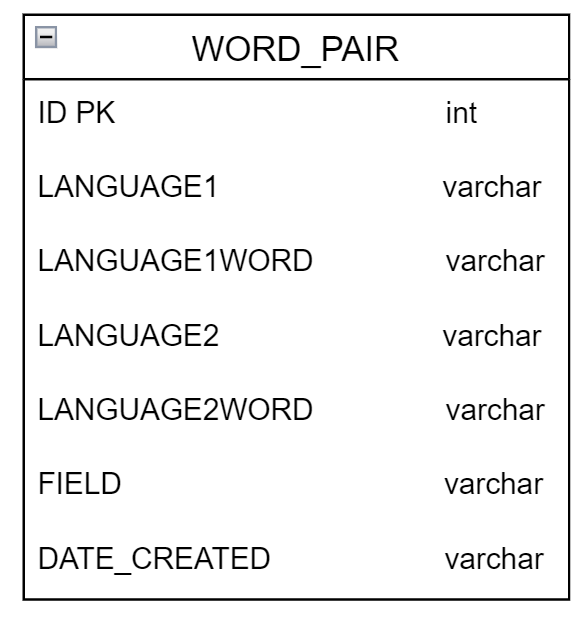 WORD_PAIR
ID PK int
LANGUAGE1 varchar
LANGUAGE1WORD varchar
LANGUAGE2 varchar
LANGUAGE2WORD varchar
FIELD varchar
DATE_CREATED varchar